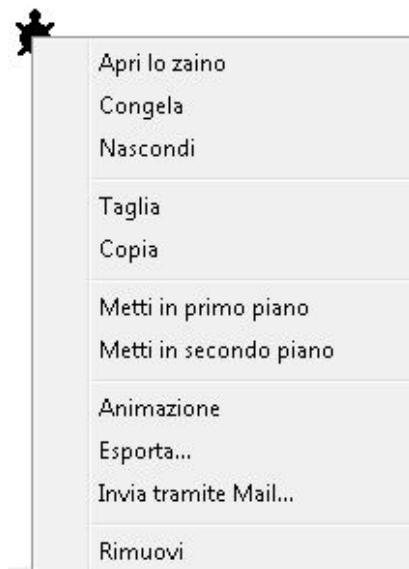 Apri lo zaino
Congela
Nascondi
Taglia
Copia
Metti in primo piano
Metti in secondo piano
Animazione
Esporta...
Invia tramite Mail...
Rimuovi